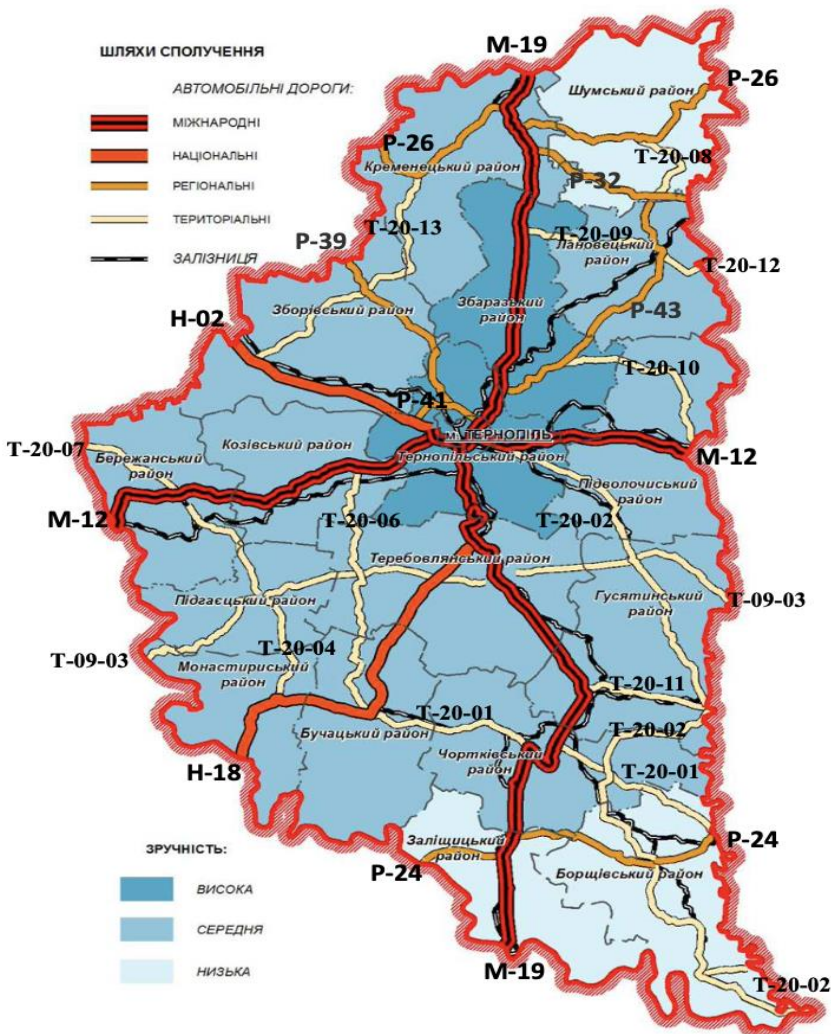 М-19
ШЛЯХИ СПОЛУЧЕННЯ
АВТОМОБІЛЬНІ ДОРОГИ:
МІЖНАРОДНІ
НАЦІОНАЛЬНІ
РЕГІОНАЛЬНІ
ТЕРИТОРІАЛЬНІ
ЗАЛІЗНИЦЯ
Шумський район
Р-26
Р-26
Кременецький район
Т-20-08
Р-32
Т-20-13
Т-20-09
Лановецький
район
Р-39
Т-20-12
Збаразький
район
Зборівський район
Р-43
Н-02
Т-20-10
Р-41
М. ТЕРНОПІЛЬ
Тернопільський район
Козівський район
Т-20-07
Бережанський
район
М-12
Підволочиський
район
М-12
Т-20-06
Т-20-02
Теребовлянський район
Гусятинський
район
Підгаєцький район
Т-09-03
Т-20-04
Т-09-03
Монастириський
район
Т-20-11
Т-20-01
Т-20-02
Бучацький район
Чортківський
район
Н-18
Т-20-01
Заліщицький
район
Р-24
Р-24
Борщівський район
ЗРУЧНІСТЬ:
ВИСОКА
СЕРЕДНЯ
НИЗЬКА
М-19
Т-20-02